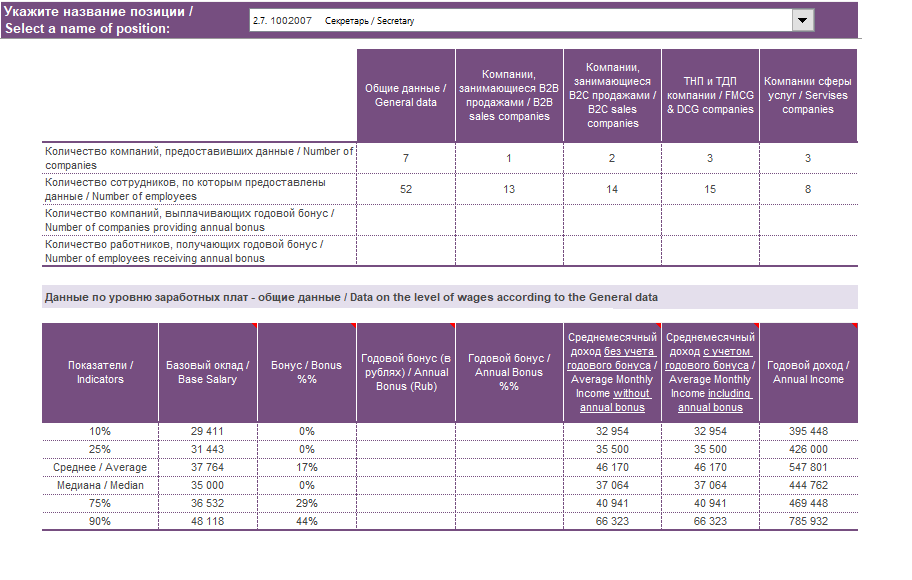 Укажите название позиции /
Select a name of position:
2.7. 1002007 Секретарь / Secretary
Общие данные /
General data
Компании,
занимающиеся B2B
продажами / B2B
sales companies
Компании,
занимающиеся
B2C продажами /
B2C sales
companies
ТНП и ТДП
компании / FMCG
& DCG companies
Компании сферы
услуг / Servises
companies
Количество компаний, предоставивших данные / Number of
companies
7 1 2 3 3
Количество сотрудников, по которым предоставлены
данные / Number of employees
52 13 14 15 8
Количество компаний, выплачивающих годовой бонус /
Number of companies providing annual bonus
Количество работников, получающих годовой бонус /
Number of employees receiving annual bonus
Данные по уровню заработных плат - общие данные / Data on the level of wages according to the General data
Показатели /
Indicators
Базовый оклад /
Base Salary
Бонус / Bonus
%%
Годовой бонус (в
рублях) / Annual
Bonus (Rub)
Годовой бонус /
Annual Bonus
%%
Среднемесячный
доход без учета
годового бонуса /
Average Monthly
Income without
annual bonus
Среднемесячный
доход с учетом
годового бонуса /
Average Monthly
Income including
annual bonus
Годовой доход /
Annual Income
10% 29 411 0% 32 954 32 954 395 448
25% 31 443 0% 35 500 35 500 426 000
Среднее / Average 37 764 17% 46 170 46 170 547 801
Медиана / Median 35 000 0% 37 064 37 064 444 762
75% 36 532 29% 40 941 40 941 469 448
90% 48 118 44% 66 323 66 323 785 932